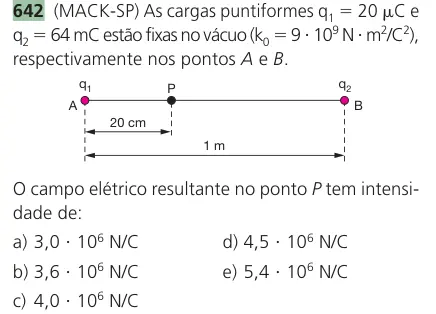 642 (MACK-SP) As cargas puntiformes q₁ = 20 μC e
q₂ = 64 mC estão fixas no vácuo (k₀ = 9 · 10⁹ N · m²/C²),
respectivamente nos pontos A e B.
q₁ P q₂
A B
20 cm
1 m
O campo elétrico resultante no ponto P tem intensi-
dade de:
a) 3,0 · 10⁶ N/C d) 4,5 · 10⁶ N/C
b) 3,6 · 10⁶ N/C e) 5,4 · 10⁶ N/C
c) 4,0 · 10⁶ N/C